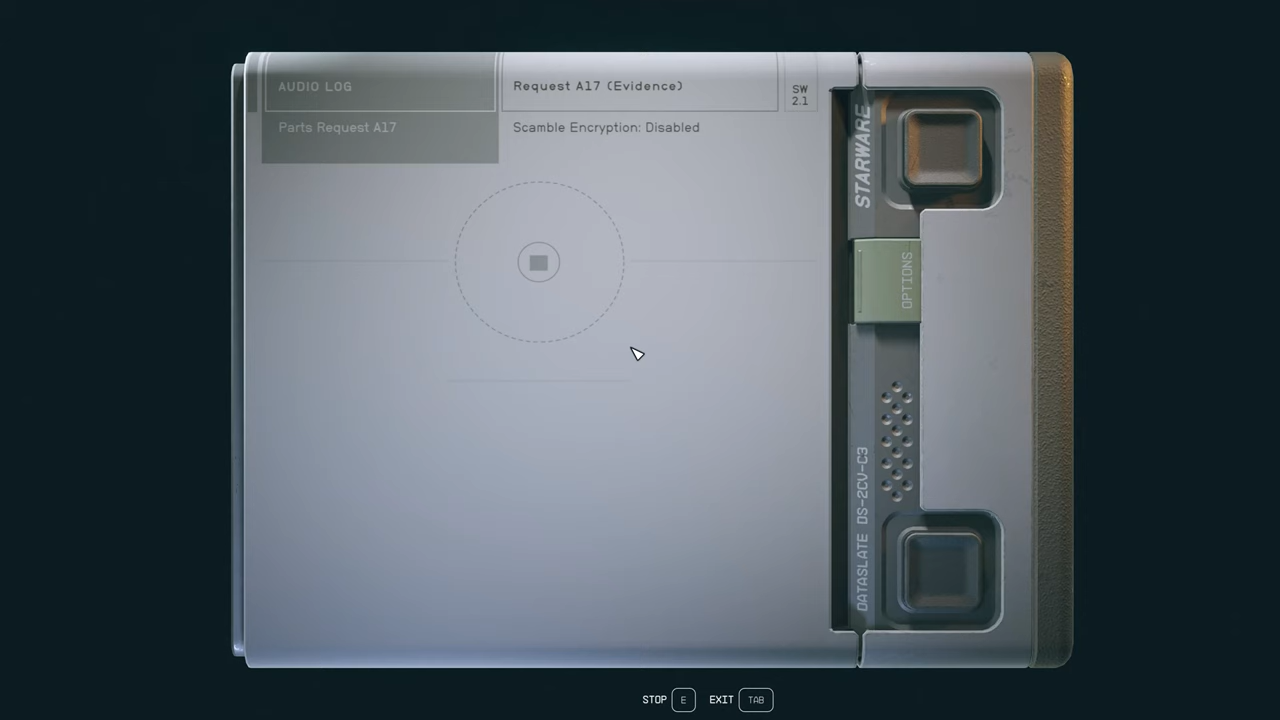 AUDIO LOG
Request A17 (Evidence)
SW
2.1
Parts Request A17
Scamble Encryption: Disabled
STARWARE
OPTIONS
DATASLATE DS-2CV-C3
STOP E EXIT TAB